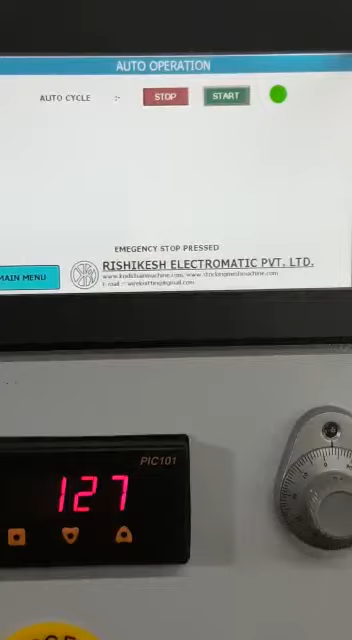 AUTO OPERATION
AUTO CYCLE :- STOP START
EMEGENCY STOP PRESSED
MAIN MENU
RISHIKESH ELECTROMATIC PVT. LTD.
PIC101
127